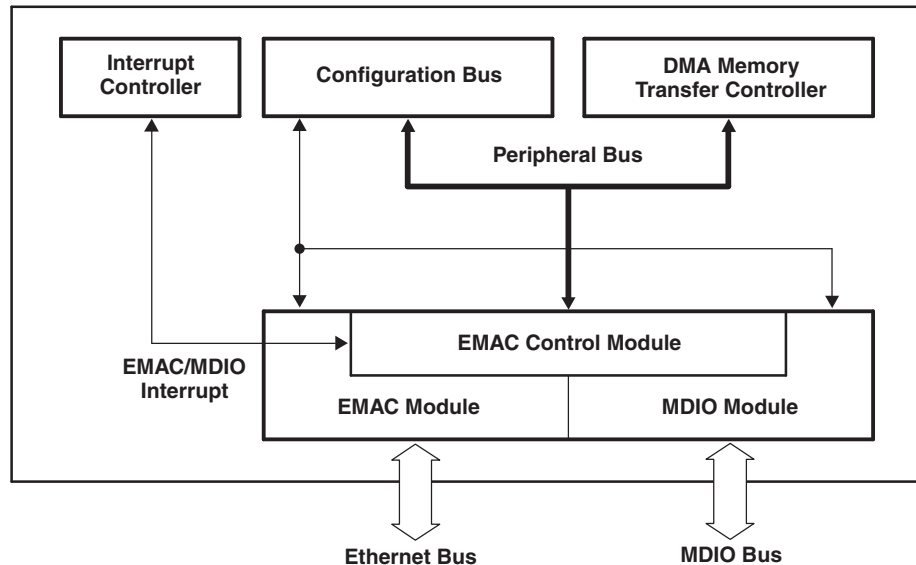 Interrupt
Controller
Configuration Bus
DMA Memory
Transfer Controller
Peripheral Bus
EMAC Control Module
EMAC/MDIO
Interrupt
EMAC Module
MDIO Module
Ethernet Bus
MDIO Bus